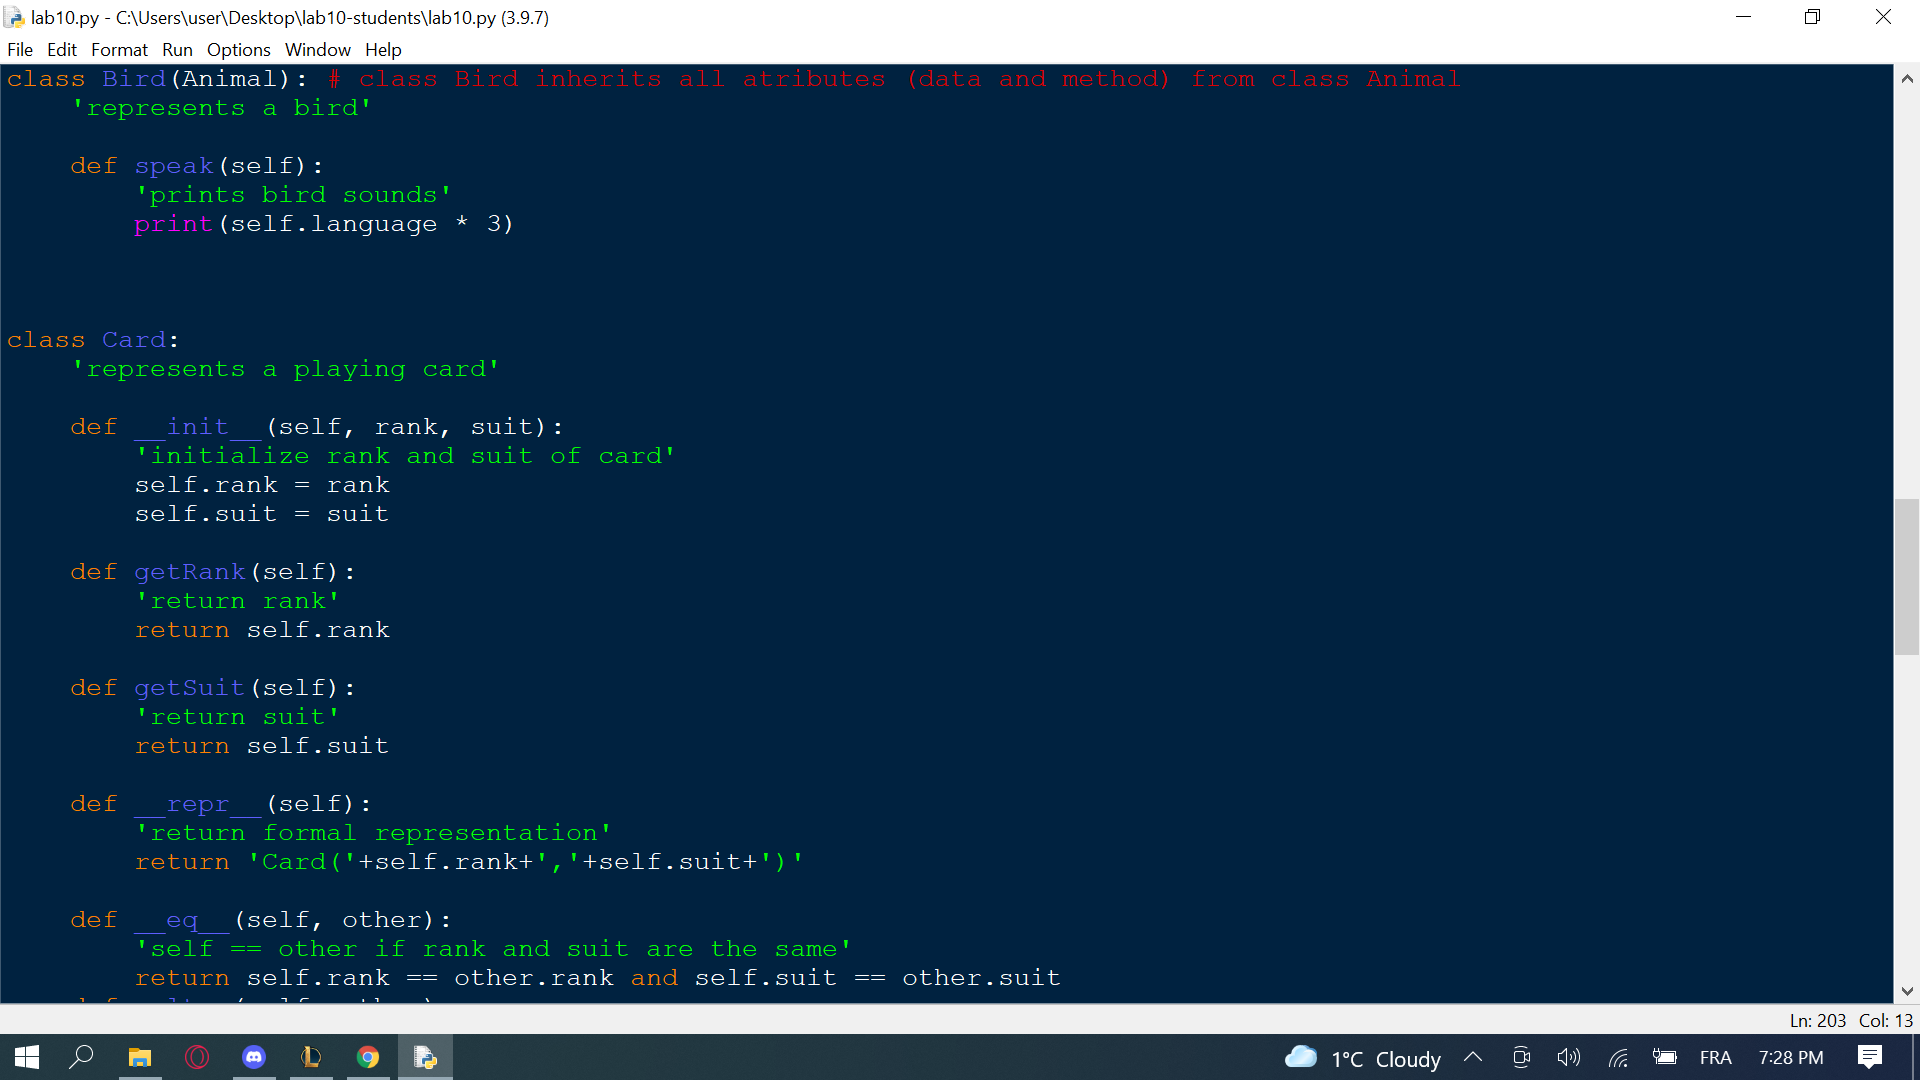 lab10.py - C:\Users\user\Desktop\lab10-students\lab10.py (3.9.7)
File Edit Format Run Options Window Help
class Bird(Animal): # class Bird inherits all atributes (data and method) from class Animal
    'represents a bird'
    def speak(self):
        'prints bird sounds'
        print(self.language * 3)
class Card:
    'represents a playing card'
    def __init__(self, rank, suit):
        'initialize rank and suit of card'
        self.rank = rank
        self.suit = suit
    def getRank(self):
        'return rank'
        return self.rank
    def getSuit(self):
        'return suit'
        return self.suit
    def __repr__(self):
        'return formal representation'
        return 'Card('+self.rank+','+self.suit+')'
    def __eq__(self, other):
        'self == other if rank and suit are the same'
        return self.rank == other.rank and self.suit == other.suit
Ln: 203 Col: 13
1°C Cloudy FRA 7:28 PM